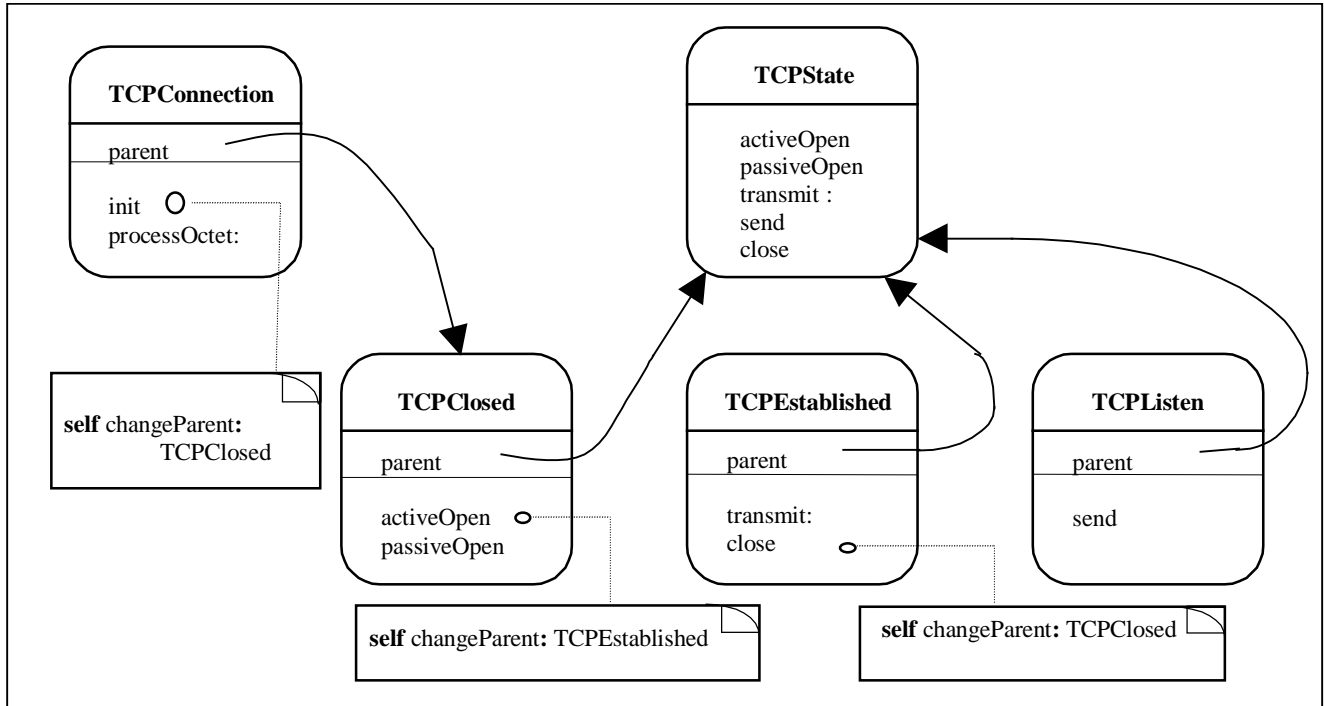 TCPConnection
parent
init
processOctet:
TCPState
activeOpen
passiveOpen
transmit :
send
close
self changeParent:
TCPClosed
TCPClosed
parent
activeOpen
passiveOpen
TCPEstablished
parent
transmit:
close
TCPListen
parent
send
self changeParent: TCPEstablished
self changeParent: TCPClosed